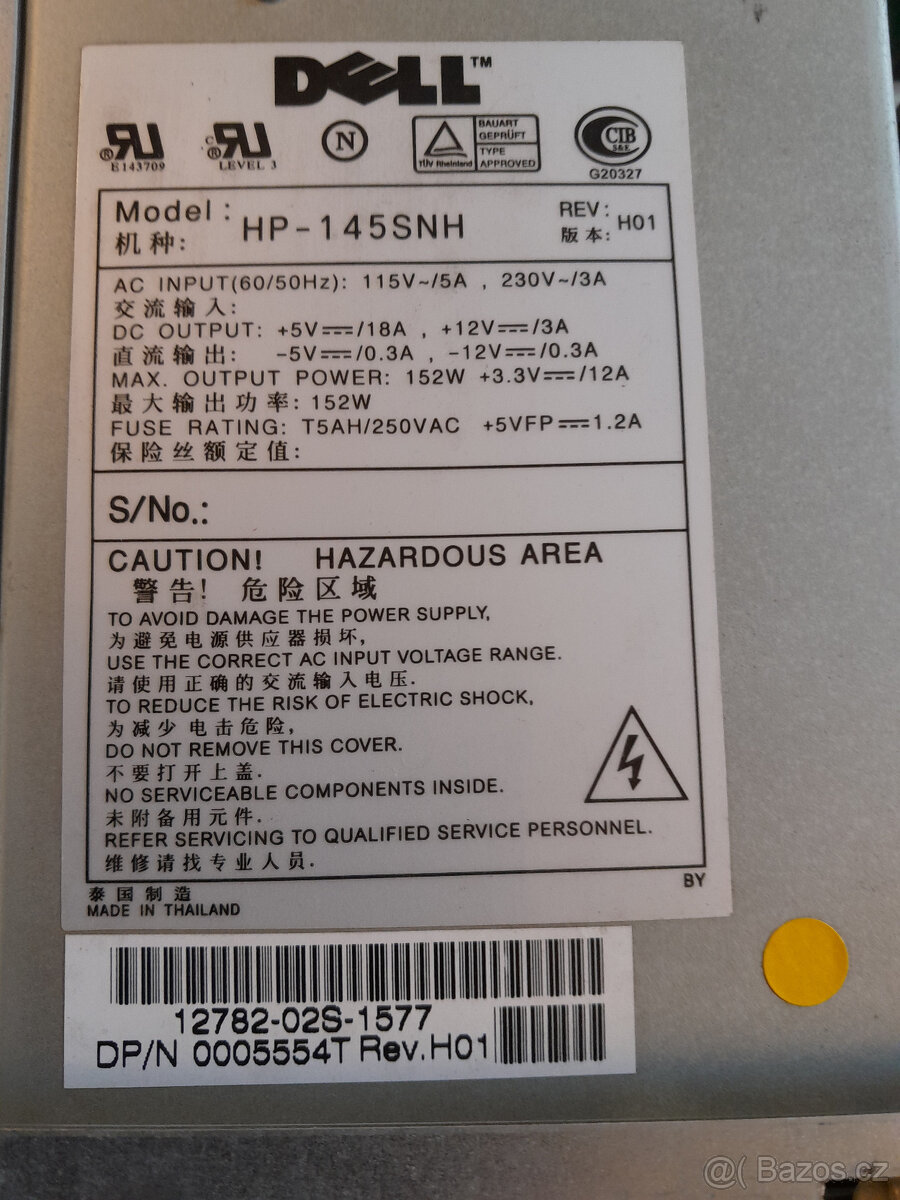 DELL™
E143709
LEVEL 3
N
TÜV Rheinland
BAUART
GEPRÜFT
TYPE
APPROVED
CIB
S&E
G20327
Model : HP-145SNH REV: H01
机种: 版本:
AC INPUT(60/50Hz): 115V~/5A , 230V~/3A
交流输入:
DC OUTPUT: +5V⎓/18A , +12V⎓/3A
直流输出: -5V⎓/0.3A , -12V⎓/0.3A
MAX. OUTPUT POWER: 152W +3.3V⎓/12A
最大输出功率: 152W
FUSE RATING: T5AH/250VAC +5VFP⎓1.2A
保险丝额定值:
S/No.:
CAUTION! HAZARDOUS AREA
警告! 危险区域
TO AVOID DAMAGE THE POWER SUPPLY,
为避免电源供应器损坏,
USE THE CORRECT AC INPUT VOLTAGE RANGE.
请使用正确的交流输入电压.
TO REDUCE THE RISK OF ELECTRIC SHOCK,
为减少电击危险,
DO NOT REMOVE THIS COVER.
不要打开上盖.
NO SERVICEABLE COMPONENTS INSIDE.
未附备用元件.
REFER SERVICING TO QUALIFIED SERVICE PERSONNEL.
维修请找专业人员.
BY
泰国制造
MADE IN THAILAND
12782-02S-1577
DP/N 0005554T Rev.H01
@( Bazos.cz